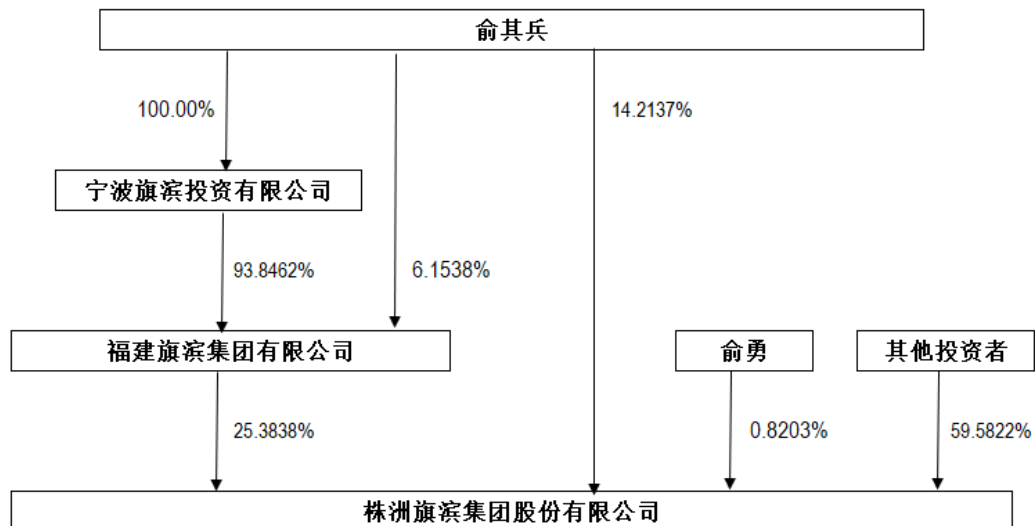 俞其兵
100.00%
14.2137%
宁波旗滨投资有限公司
93.8462%
6.1538%
福建旗滨集团有限公司
俞勇
其他投资者
25.3838%
0.8203%
59.5822%
株洲旗滨集团股份有限公司